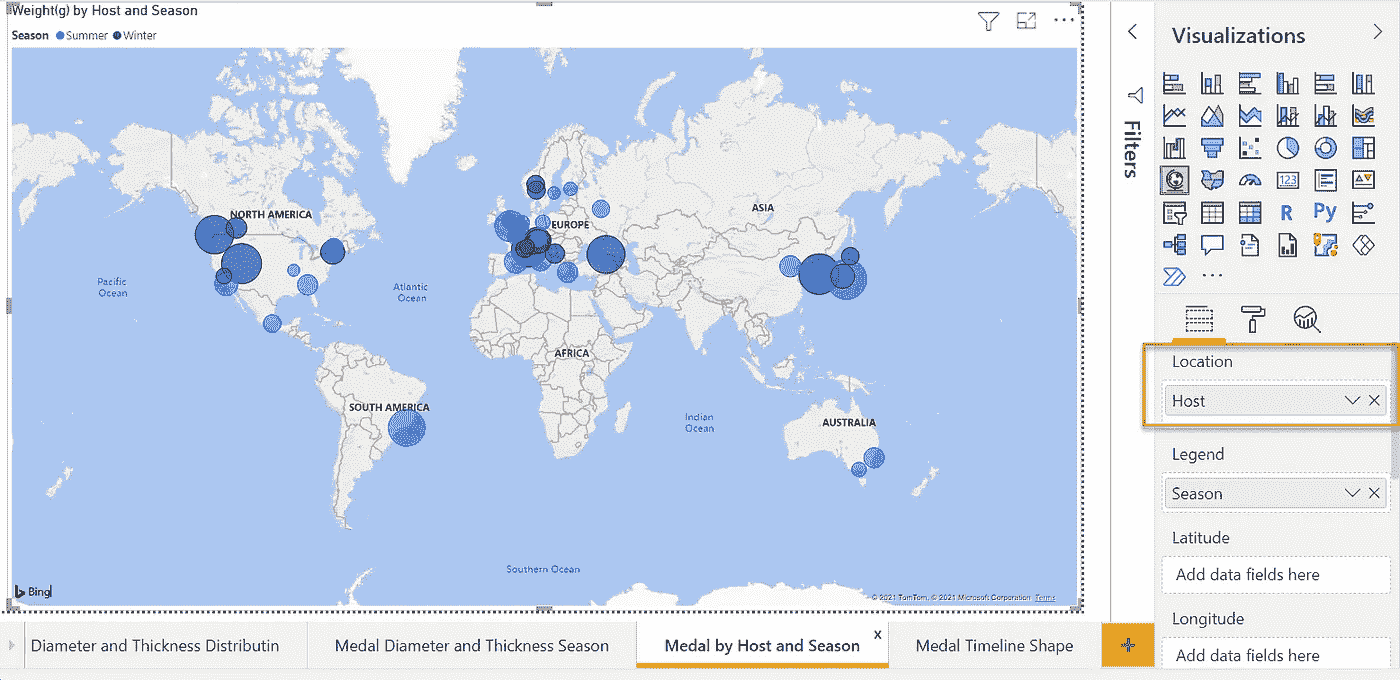 Weight(g) by Host and Season
Season Summer Winter
NORTH AMERICA
EUROPE
ASIA
Pacific
Ocean
Atlantic
Ocean
AFRICA
SOUTH AMERICA
Indian
Ocean
AUSTRALIA
Southern Ocean
Bing
© 2021 TomTom, © 2021 Microsoft Corporation Terms
Diameter and Thickness Distributin
Medal Diameter and Thickness Season
Medal by Host and Season
x
Medal Timeline Shape
+
Filters
Visualizations
123
R
Py
Location
Host
Legend
Season
Latitude
Add data fields here
Longitude
Add data fields here